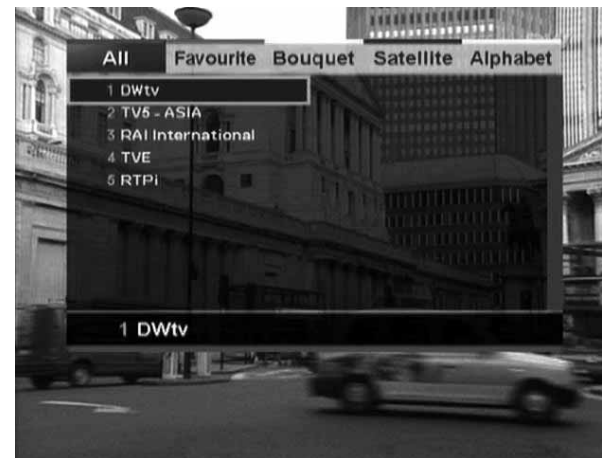 All Favourite Bouquet Satellite Alphabet
1 DWtv
2 TV5 - ASIA
3 RAI International
4 TVE
5 RTPi
1 DWtv